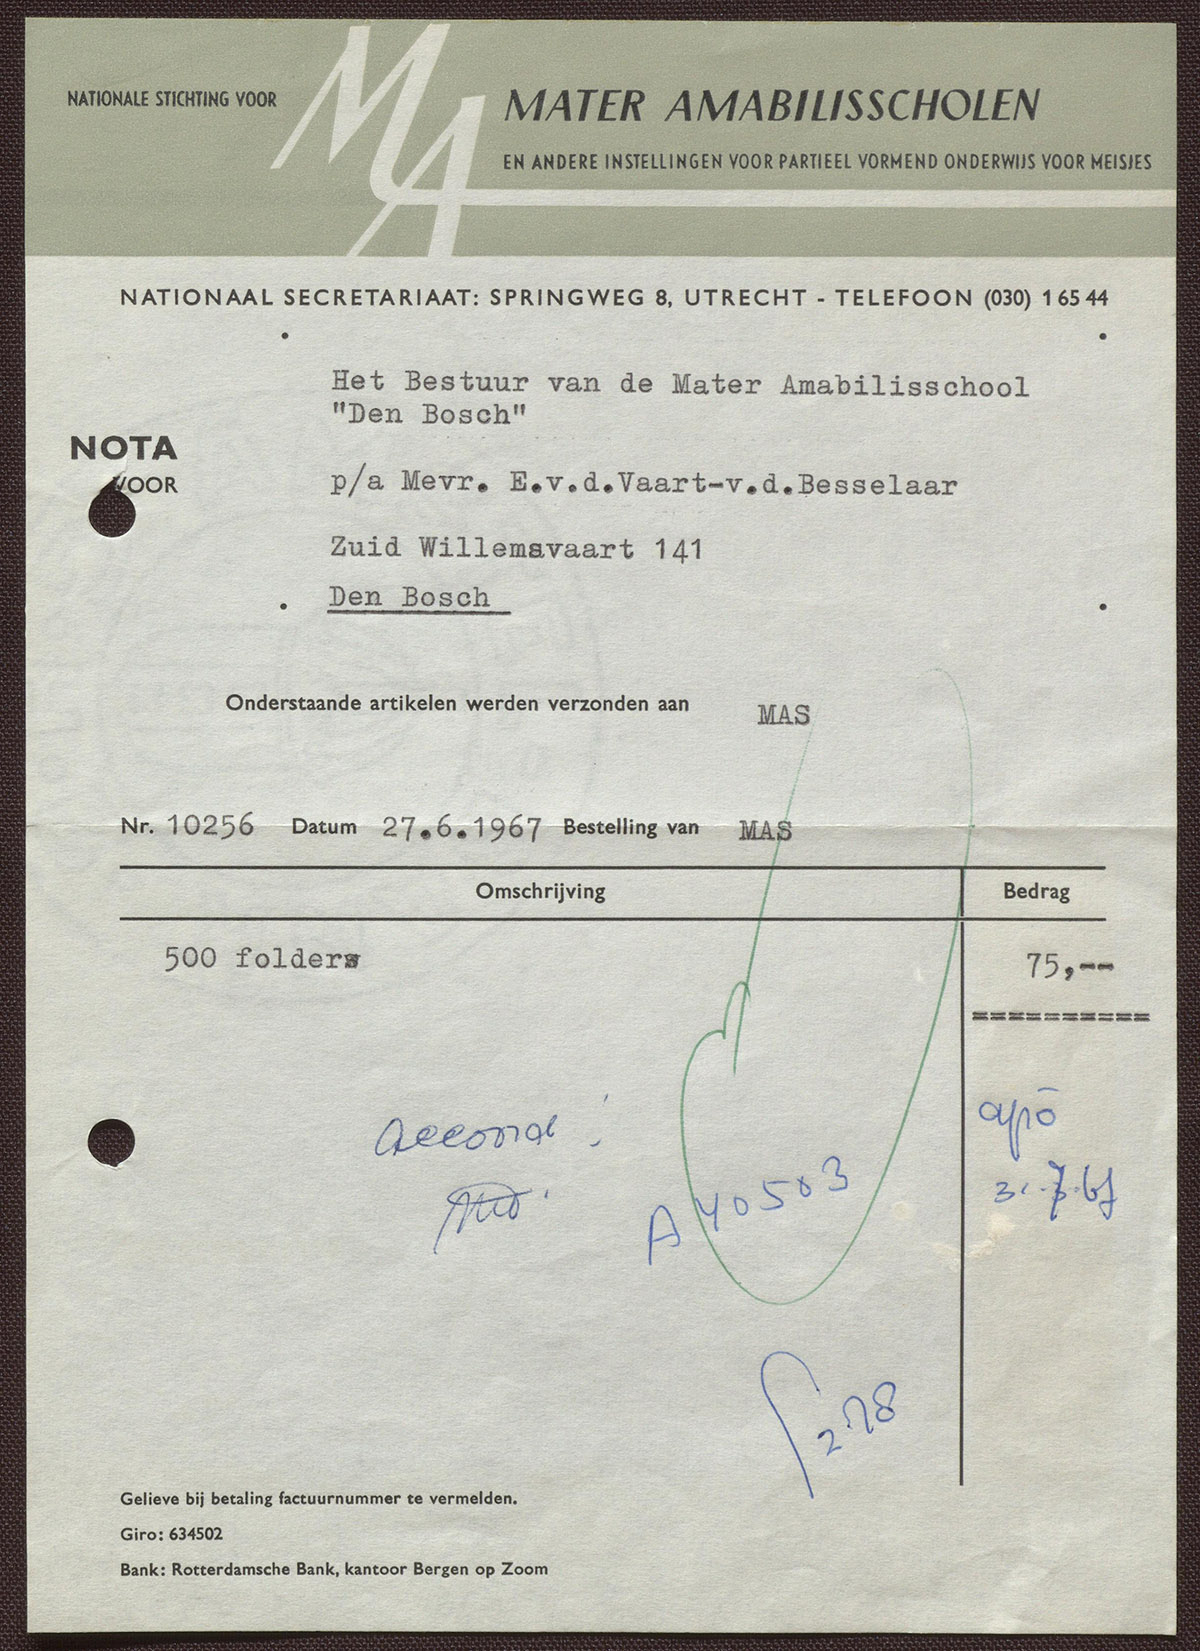 NATIONALE STICHTING VOOR
MA
MATER AMABILISSCHOLEN
EN ANDERE INSTELLINGEN VOOR PARTIEEL VORMEND ONDERWIJS VOOR MEISJES
NATIONAAL SECRETARIAAT: SPRINGWEG 8, UTRECHT - TELEFOON (030) 1 65 44
Het Bestuur van de Mater Amabilisschool
"Den Bosch"
NOTA
VOOR
p/a Mevr. E.v.d.Vaart-v.d.Besselaar
Zuid Willemsvaart 141
Den Bosch
Onderstaande artikelen werden verzonden aan MAS
Nr. 10256 Datum 27.6.1967 Bestelling van MAS
Omschrijving Bedrag
500 folders 75,--
==========
Accoord!
A 40503
278
Gelieve bij betaling factuurnummer te vermelden.
Giro: 634502
Bank: Rotterdamsche Bank, kantoor Bergen op Zoom